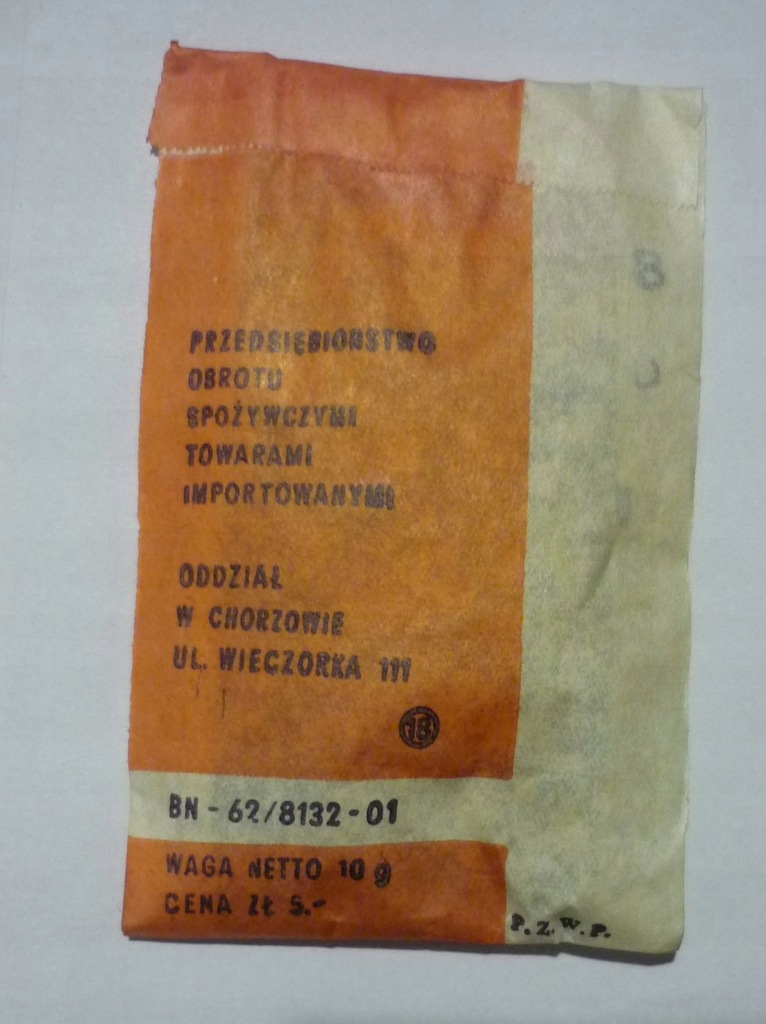 PRZEDSIĘBIORSTWO
OBROTU
SPOŻYWCZYMI
TOWARAMI
IMPORTOWANYMI
ODDZIAŁ
W CHORZOWIE
UL. WIECZORKA 111
18
BN - 62/8132 - 01
WAGA NETTO 10 g
CENA ZŁ 5.-
P.Z.W.P.